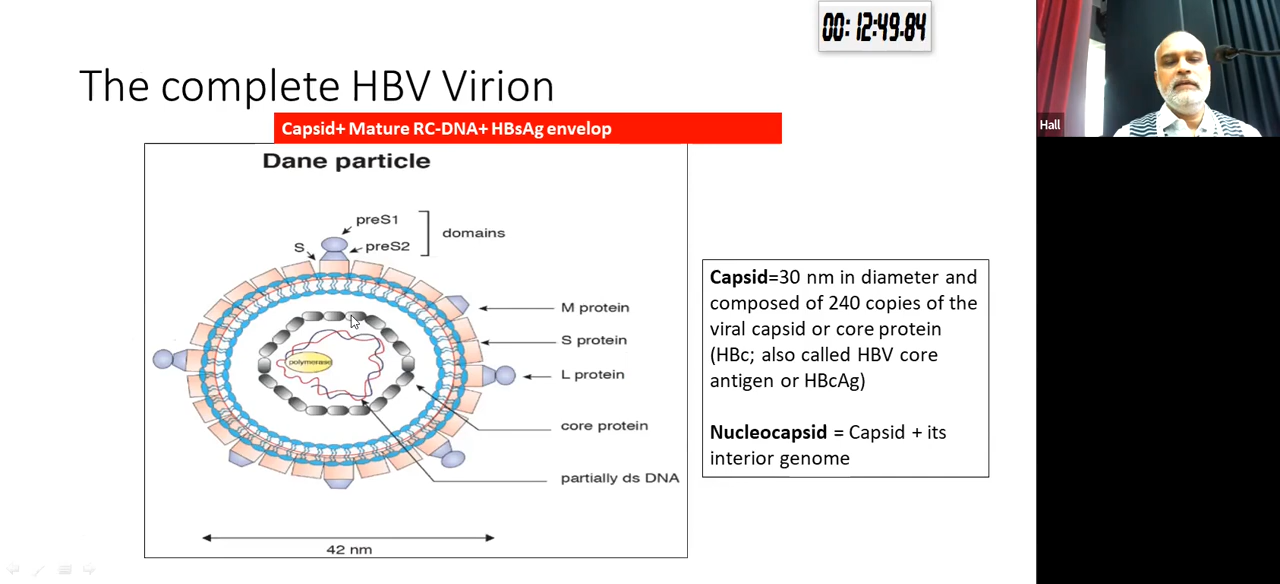 00: 12:49.84
The complete HBV Virion
Capsid+ Mature RC-DNA+ HBsAg envelop
Dane particle
preS1
S
preS2
domains
M protein
S protein
L protein
polymerase
core protein
partially ds DNA
42 nm
Capsid=30 nm in diameter and
composed of 240 copies of the
viral capsid or core protein
(HBc; also called HBV core
antigen or HBcAg)
Nucleocapsid = Capsid + its
interior genome
Hall